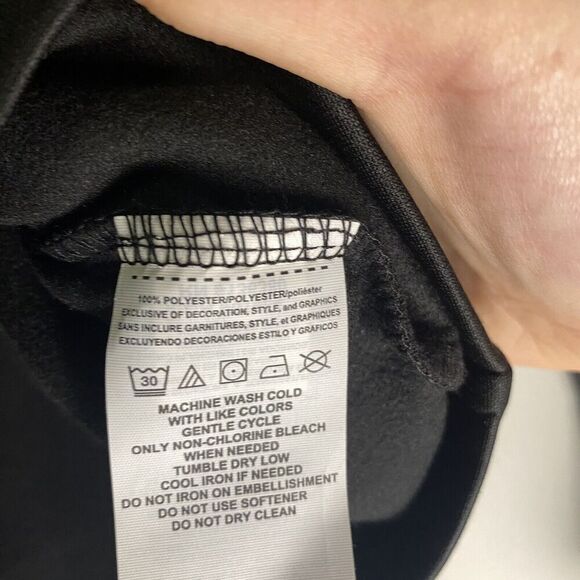 100% POLYESTER/POLYESTER/poliéster
EXCLUSIVE OF DECORATION, STYLE, and GRAPHICS
SANS INCLURE GARNITURES, STYLE, et GRAPHIQUES
EXCLUYENDO DECORACIONES ESTILO Y GRÁFICOS
30
MACHINE WASH COLD
WITH LIKE COLORS
GENTLE CYCLE
ONLY NON-CHLORINE BLEACH
WHEN NEEDED
TUMBLE DRY LOW
COOL IRON IF NEEDED
DO NOT IRON ON EMBELLISHMENT
DO NOT USE SOFTENER
DO NOT DRY CLEAN